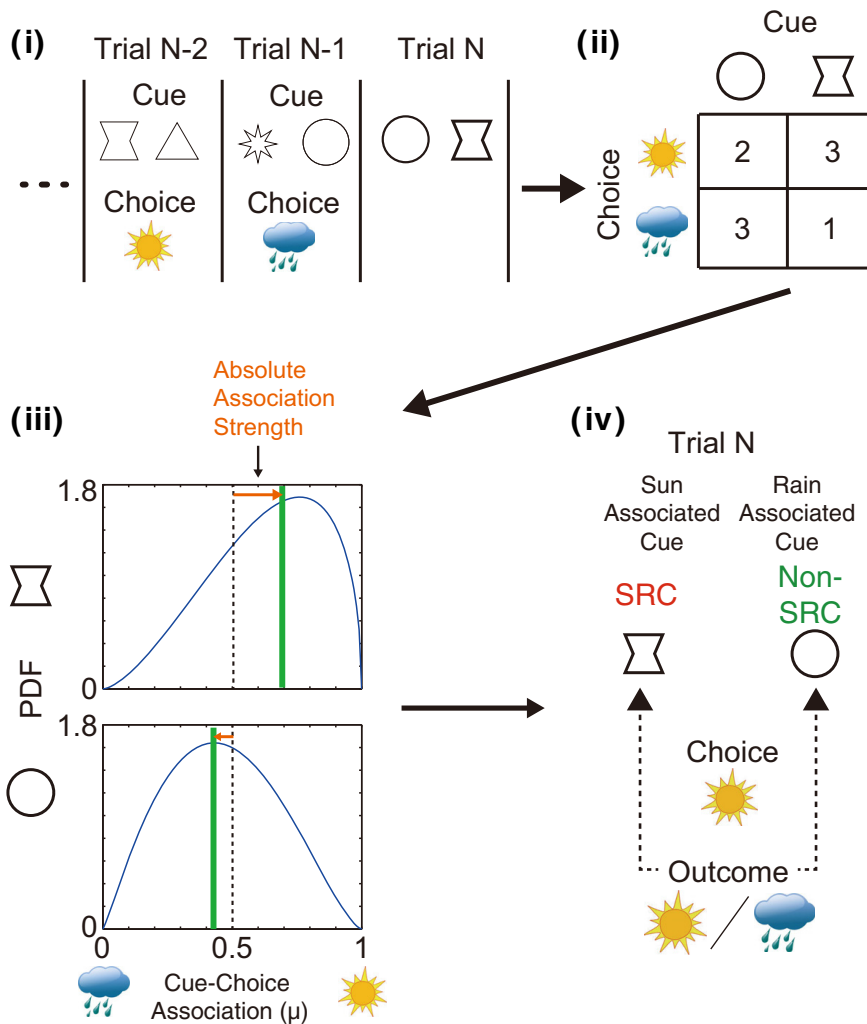 (i)
Trial N-2
Trial N-1
Trial N
Cue
Cue
Choice
Choice
(ii)
Cue
Choice
2
3
3
1
(iii)
Absolute
Association
Strength
1.8
0
PDF
1.8
0
0
0.5
1
Cue-Choice
Association (μ)
(iv)
Trial N
Sun
Associated
Cue
Rain
Associated
Cue
SRC
Non-
SRC
Choice
Outcome